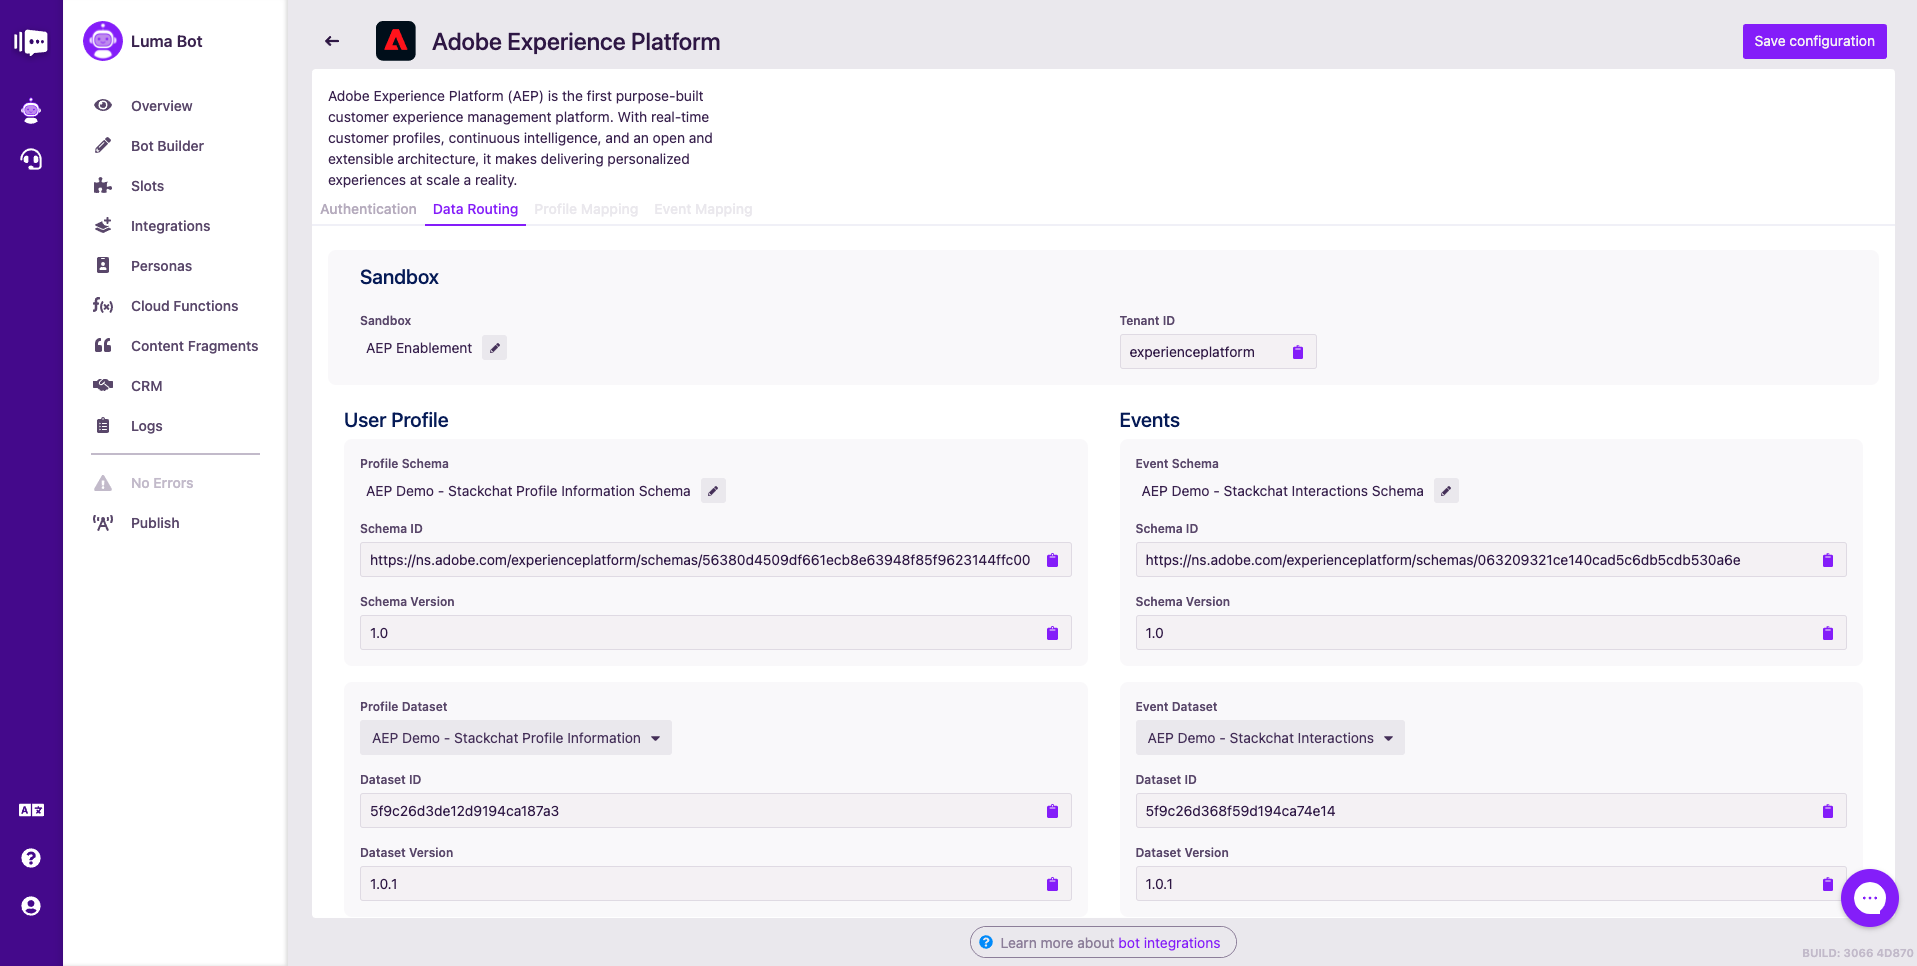 Luma Bot
Overview
Bot Builder
Slots
Integrations
Personas
f(x) Cloud Functions
Content Fragments
CRM
Logs
No Errors
Publish
Adobe Experience Platform
Save configuration
Adobe Experience Platform (AEP) is the first purpose-built
customer experience management platform. With real-time
customer profiles, continuous intelligence, and an open and
extensible architecture, it makes delivering personalized
experiences at scale a reality.
Authentication Data Routing Profile Mapping Event Mapping
Sandbox
Sandbox
AEP Enablement
Tenant ID
experienceplatform
User Profile
Profile Schema
AEP Demo - Stackchat Profile Information Schema
Schema ID
https://ns.adobe.com/experienceplatform/schemas/56380d4509df661ecb8e63948f85f9623144ffc00
Schema Version
1.0
Profile Dataset
AEP Demo - Stackchat Profile Information
Dataset ID
5f9c26d3de12d9194ca187a3
Dataset Version
1.0.1
Events
Event Schema
AEP Demo - Stackchat Interactions Schema
Schema ID
https://ns.adobe.com/experienceplatform/schemas/063209321ce140cad5c6db5cdb530a6e
Schema Version
1.0
Event Dataset
AEP Demo - Stackchat Interactions
Dataset ID
5f9c26d368f59d194ca74e14
Dataset Version
1.0.1
Learn more about bot integrations
BUILD: 3066 4D870